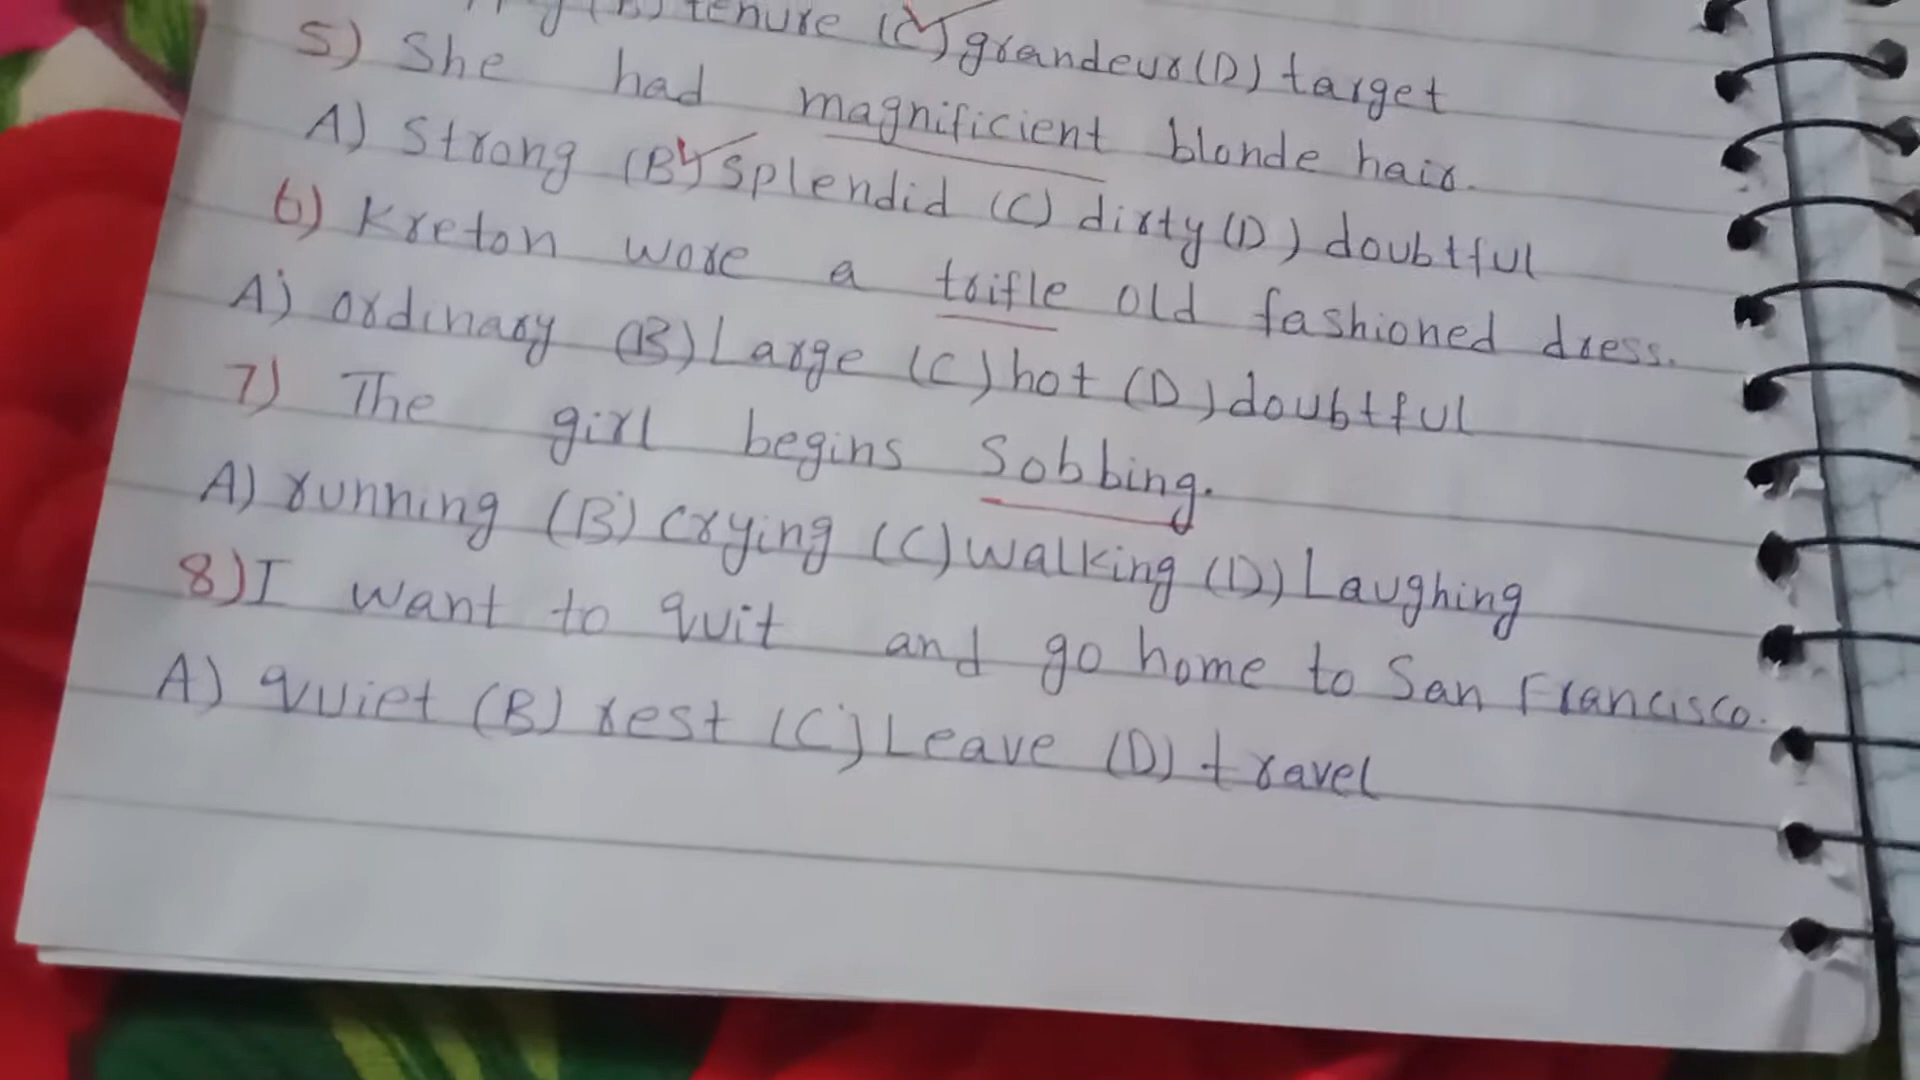 tenure (C) grandeur (D) target
5) She had magnificient blonde hair.
A) Strong (B) Splendid (C) dirty (D) doubtful
6) Kreton wore a trifle old fashioned dress.
A) ordinary (B) Large (C) hot (D) doubtful
7) The girl begins Sobbing.
A) running (B) crying (C) walking (D) Laughing
8) I want to quit and go home to San Francisco.
A) quiet (B) rest (C) Leave (D) travel